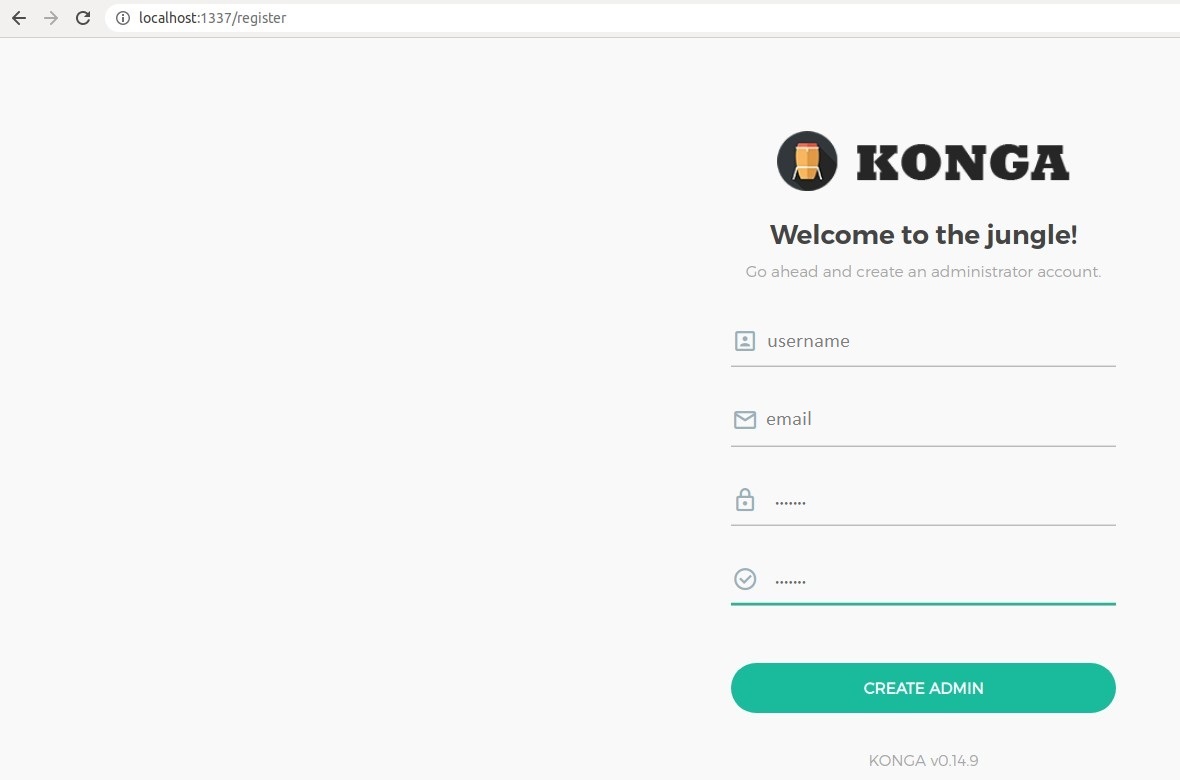 localhost:1337/register
KONGA
Welcome to the jungle!
Go ahead and create an administrator account.
username
email
.......
.......
CREATE ADMIN
KONGA v0.14.9